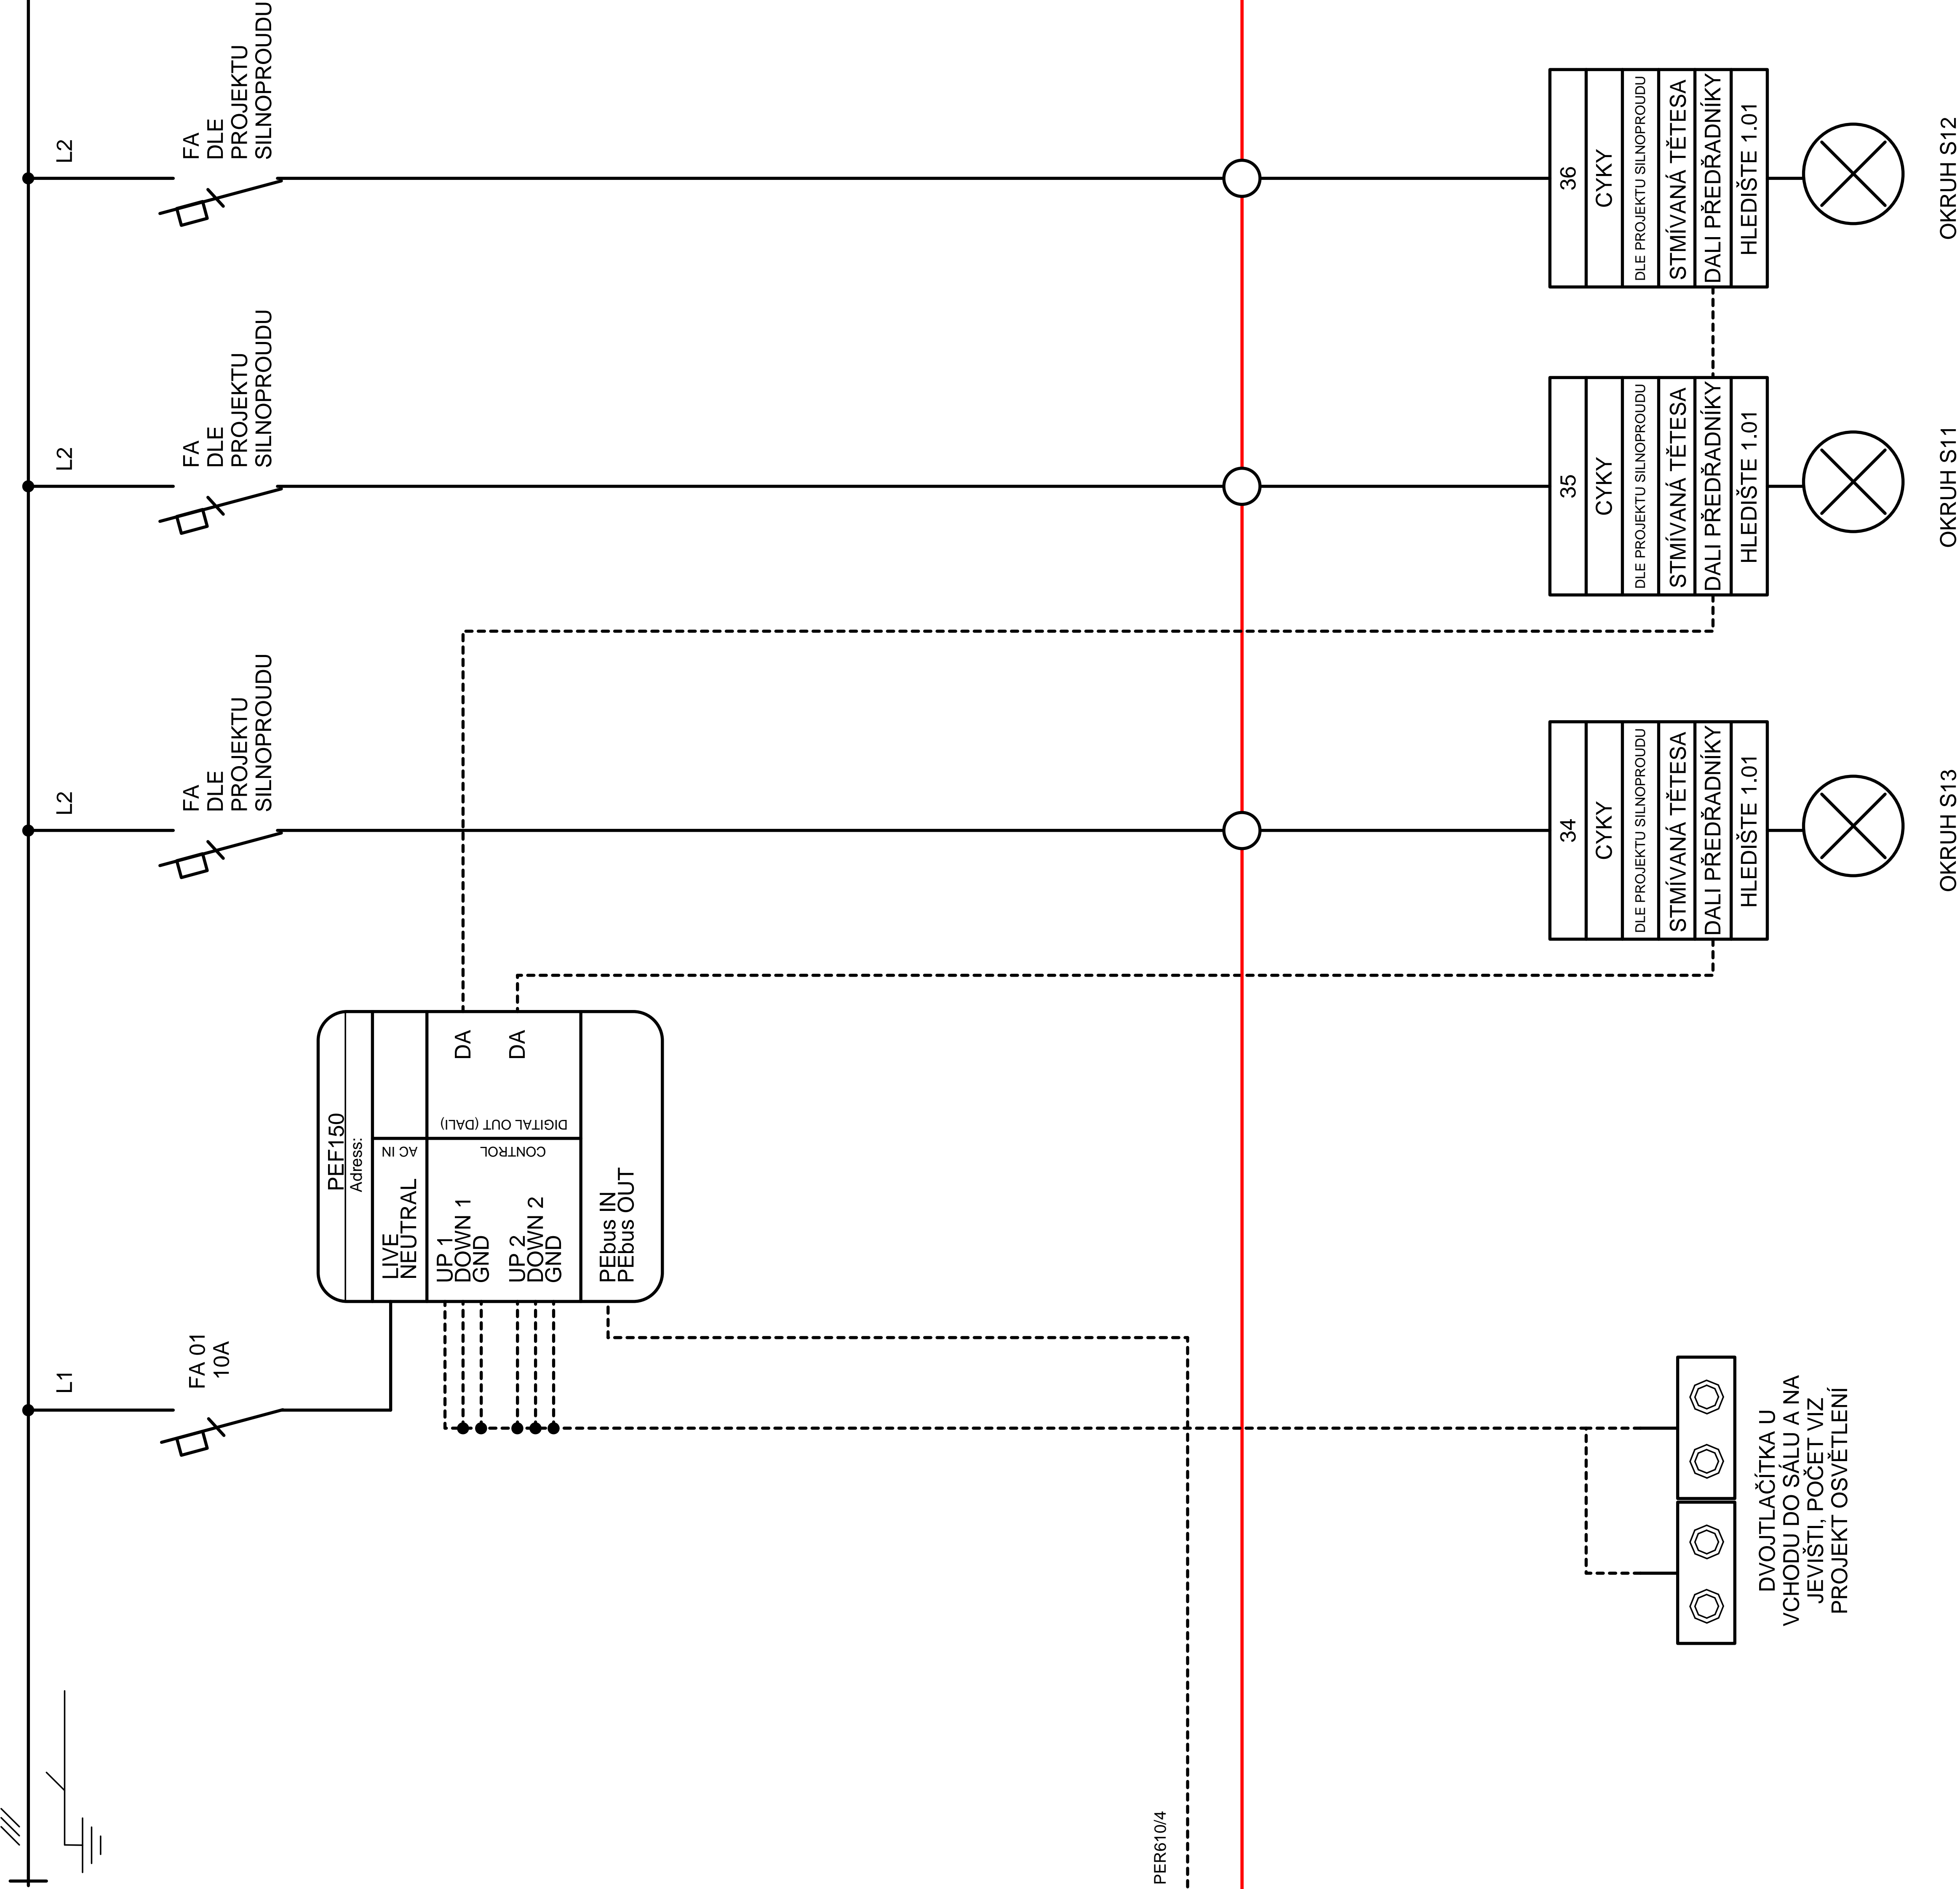 L1
FA 01
10A
L2
FA
DLE
PROJEKTU
SILNOPROUDU
L2
FA
DLE
PROJEKTU
SILNOPROUDU
L2
FA
DLE
PROJEKTU
SILNOPROUDU
PEF150
Adress:
LIVE
NEUTRAL
AC IN
UP 1
DOWN 1
GND
UP 2
DOWN 2
GND
CONTROL
DIGITAL OUT (DALI)
DA
DA
PEbus IN
PEbus OUT
PER610/4
34
CYKY
DLE PROJEKTU SILNOPROUDU
STMÍVANÁ TĚTESA
DALI PŘEDŘADNÍKY
HLEDIŠTE 1.01
OKRUH S13
35
CYKY
DLE PROJEKTU SILNOPROUDU
STMÍVANÁ TĚTESA
DALI PŘEDŘADNÍKY
HLEDIŠTE 1.01
OKRUH S11
36
CYKY
DLE PROJEKTU SILNOPROUDU
STMÍVANÁ TĚTESA
DALI PŘEDŘADNÍKY
HLEDIŠTE 1.01
OKRUH S12
DVOJTLAČÍTKA U
VCHODU DO SÁLU A NA
JEVIŠTI, POČET VIZ
PROJEKT OSVĚTLENÍ